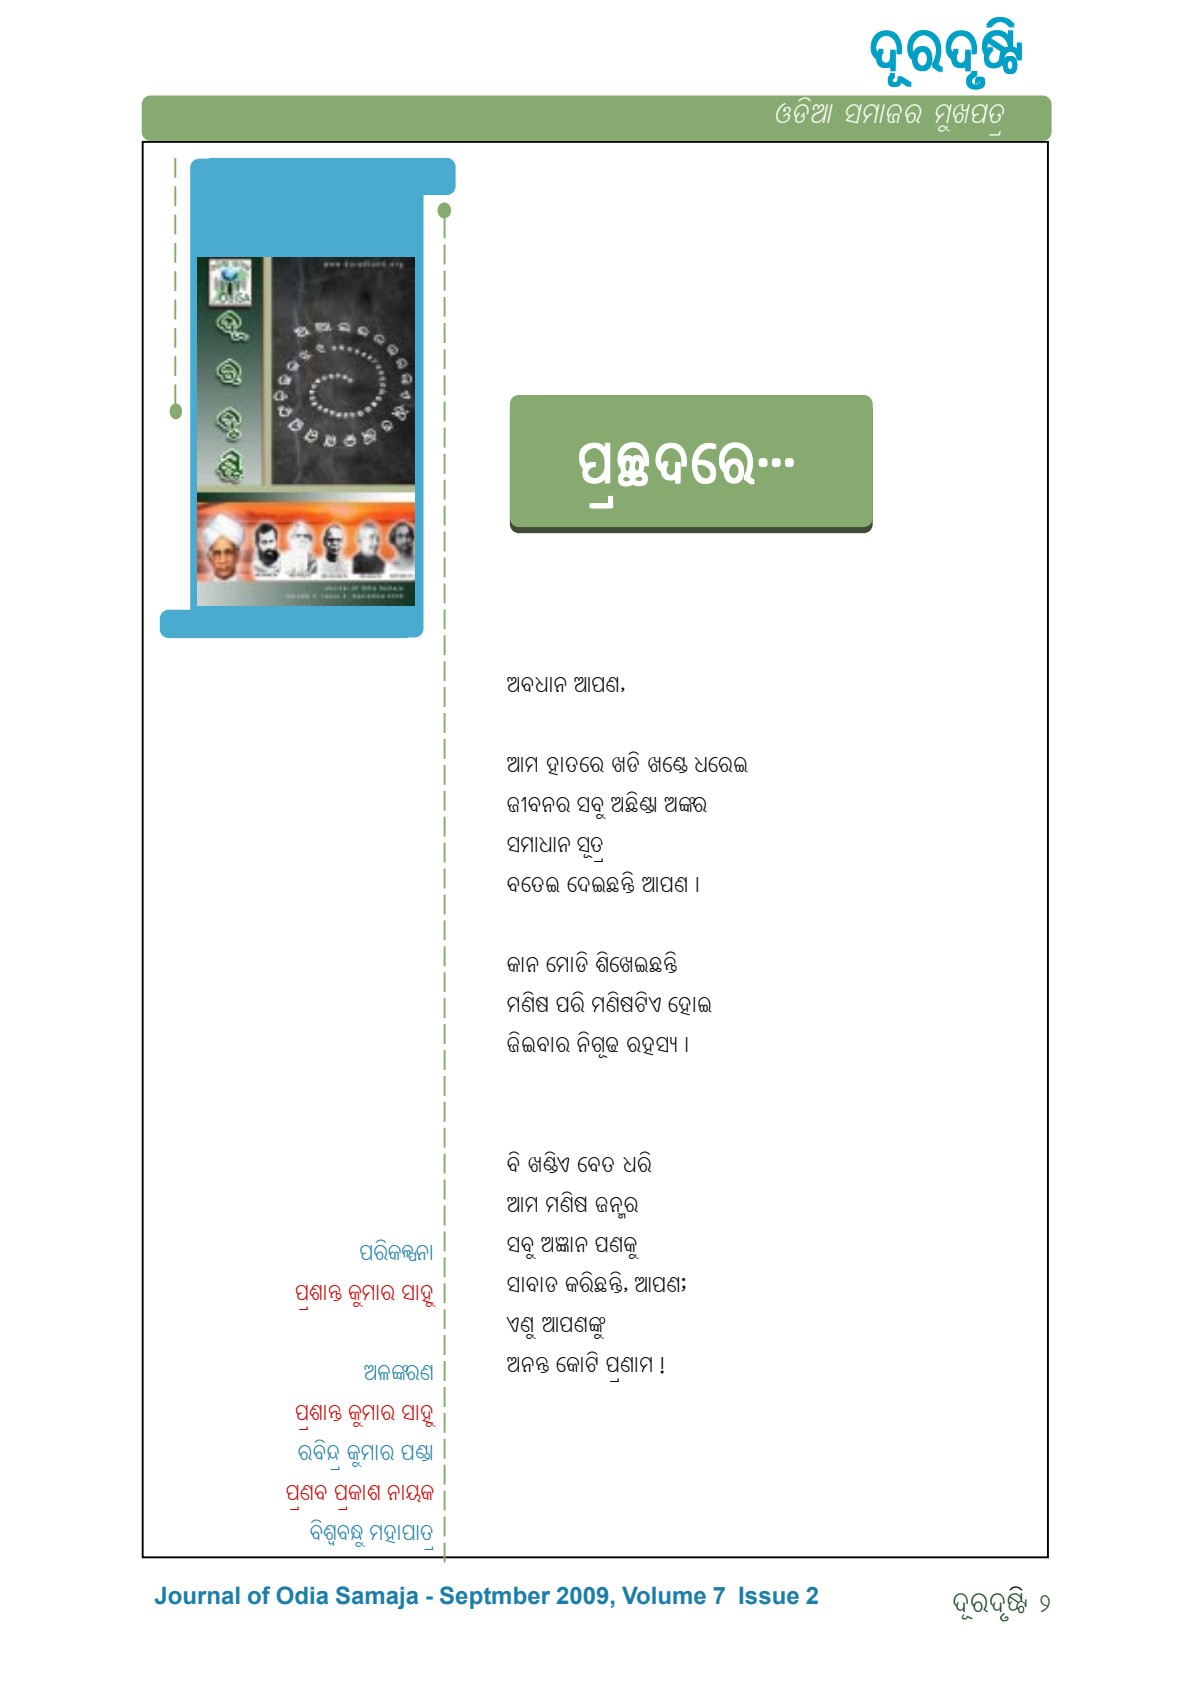 ଦୂରଦୃଷ୍ଟି
ଓଡିଆ ସମାଜର ମୁଖପତ୍ର
ପ୍ରଚ୍ଛଦରେ...
ଅବଧାନ ଆପଣ,
ଆମ ହାତରେ ଖଡି ଖଣ୍ଡେ ଧରେଇ
ଜୀବନର ସବୁ ଅଛିଣ୍ଡା ଅଙ୍କର
ସମାଧାନ ସୂତ୍ର
ବତେଇ ଦେଇଛନ୍ତି ଆପଣ ।
କାନ ମୋଡି ଶିଖେଇଛନ୍ତି
ମଣିଷ ପରି ମଣିଷଟିଏ ହୋଇ
ଜିଇବାର ନିଗୂଢ ରହସ୍ୟ ।
ବି ଖଣ୍ଡିଏ ବେତ ଧରି
ଆମ ମଣିଷ ଜନ୍ମର
ସବୁ ଅଜ୍ଞାନ ପଣକୁ
ସାବାଡ କରିଛନ୍ତି, ଆପଣ;
ଏଣୁ ଆପଣଙ୍କୁ
ଅନନ୍ତ କୋଟି ପ୍ରଣାମ !
ପରିକଳ୍ପନା
ପ୍ରଶାନ୍ତ କୁମାର ସାହୁ
ଅଳଙ୍କରଣ
ପ୍ରଶାନ୍ତ କୁମାର ସାହୁ
ରବିନ୍ଦ୍ର କୁମାର ପଣ୍ଡା
ପ୍ରଣବ ପ୍ରକାଶ ନାୟକ
ବିଶ୍ଵବନ୍ଧୁ ମହାପାତ୍ର
Journal of Odia Samaja - Septmber 2009, Volume 7 Issue 2
ଦୂରଦୃଷ୍ଟି ୨